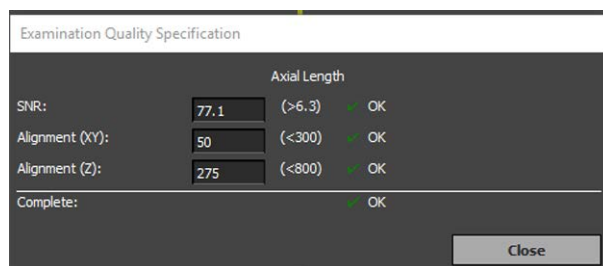 Examination Quality Specification
Axial Length
SNR: 77.1 (>6.3) ✓ OK
Alignment (XY): 50 (<300) ✓ OK
Alignment (Z): 275 (<800) ✓ OK
Complete: ✓ OK
Close